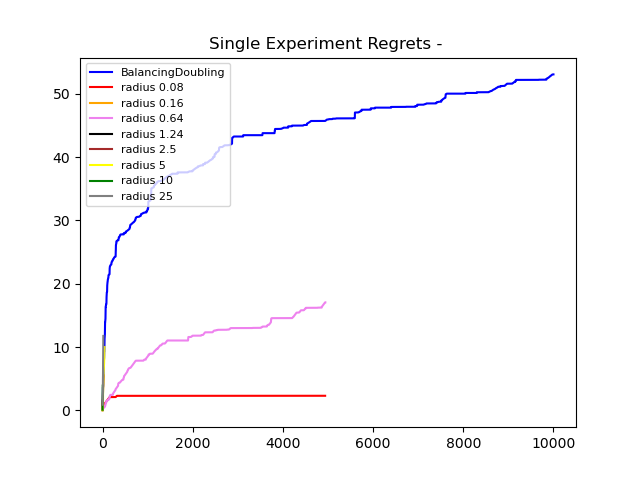 Single Experiment Regrets -
BalancingDoubling
radius 0.08
radius 0.16
radius 0.64
radius 1.24
radius 2.5
radius 5
radius 10
radius 25
50
40
30
20
10
0
0 2000 4000 6000 8000 10000